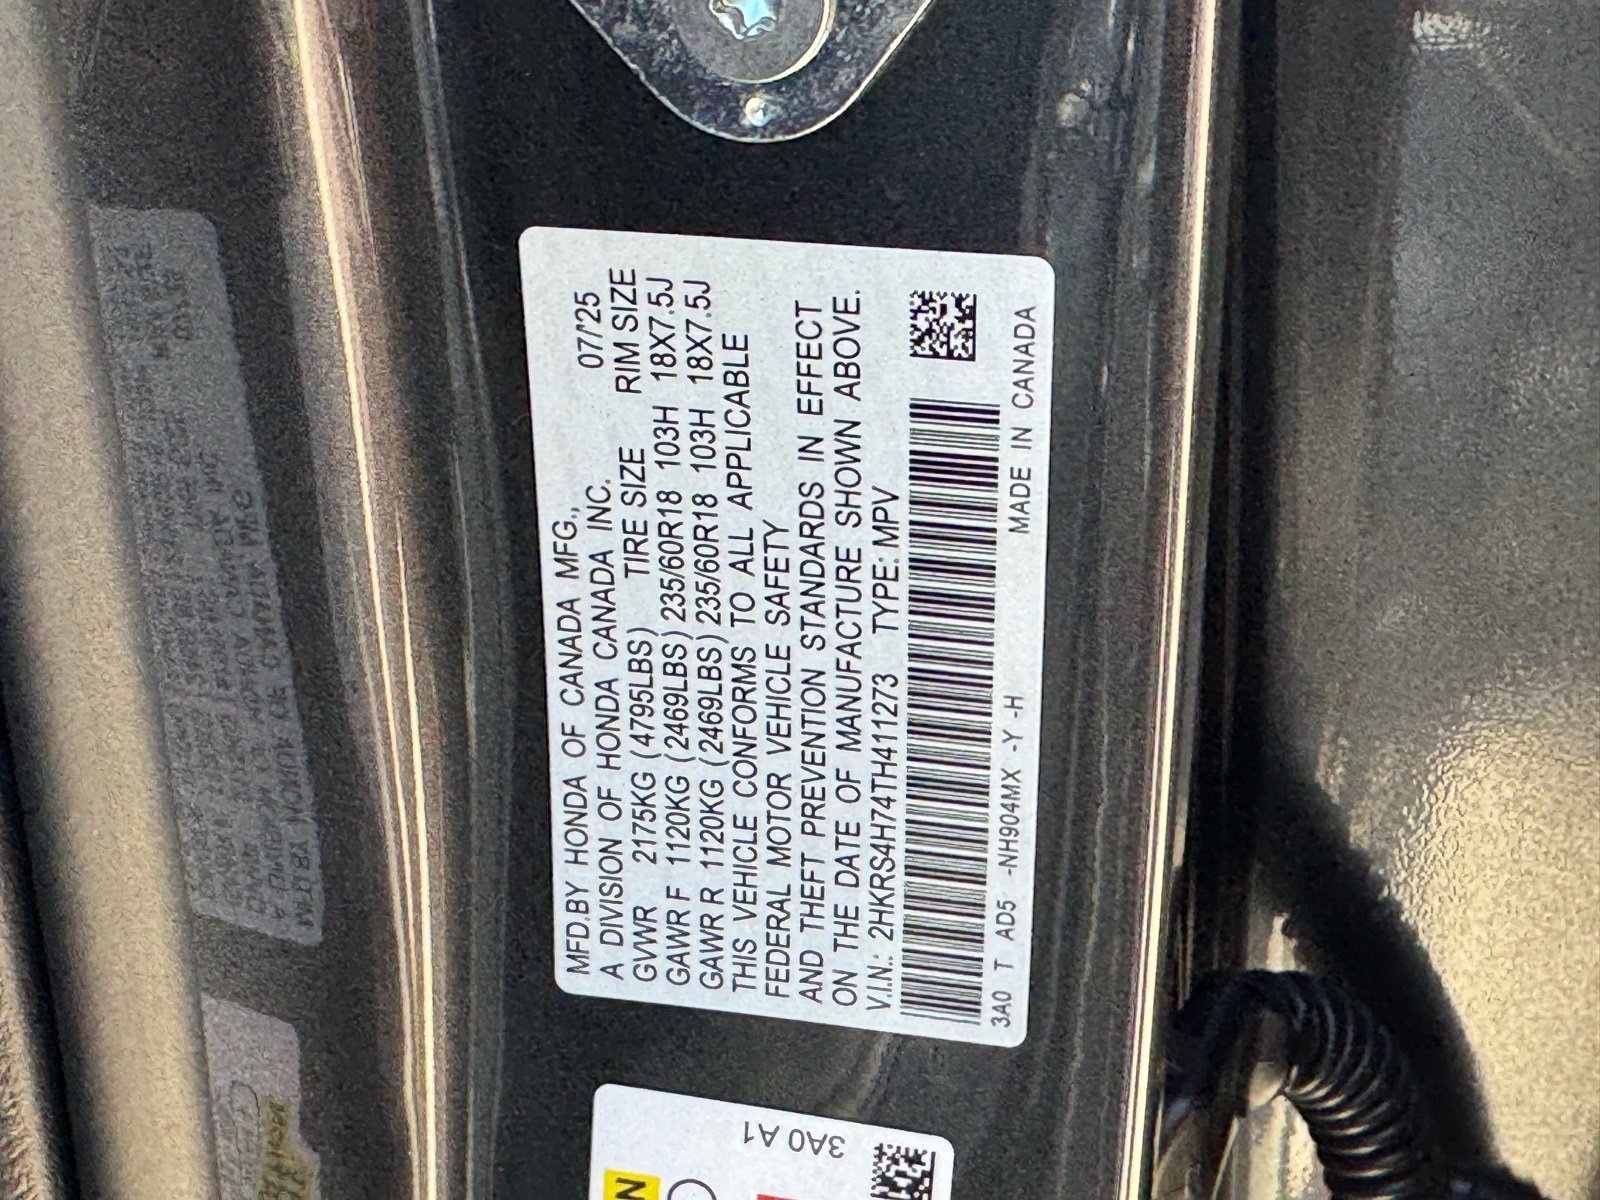 MFD.BY HONDA OF CANADA MFG.,
A DIVISION OF HONDA CANADA INC. 07/'25
GVWR 2175KG (4795LBS) TIRE SIZE RIM SIZE
GAWR F 1120KG (2469LBS) 235/60R18 103H 18X7.5J
GAWR R 1120KG (2469LBS) 235/60R18 103H 18X7.5J
THIS VEHICLE CONFORMS TO ALL APPLICABLE
FEDERAL MOTOR VEHICLE SAFETY
AND THEFT PREVENTION STANDARDS IN EFFECT
ON THE DATE OF MANUFACTURE SHOWN ABOVE.
V.I.N.: 2HKRS4H74TH411273 TYPE: MPV
3A0 T AD5 -NH904MX -Y -H MADE IN CANADA
3A0 A1